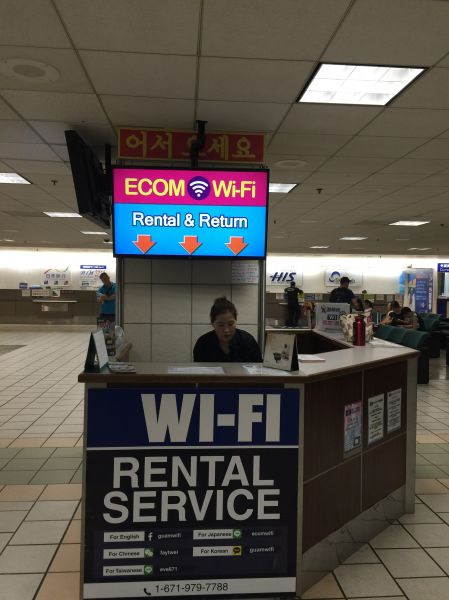 어서 오세요
ECOM Wi-Fi
Rental & Return
HIS
WI-FI
RENTAL
SERVICE
For English guamwifi
For Japanese ecomwifi
For Chinese
For Korean guamwifi
For Taiwanese eve671
1-671-979-7788